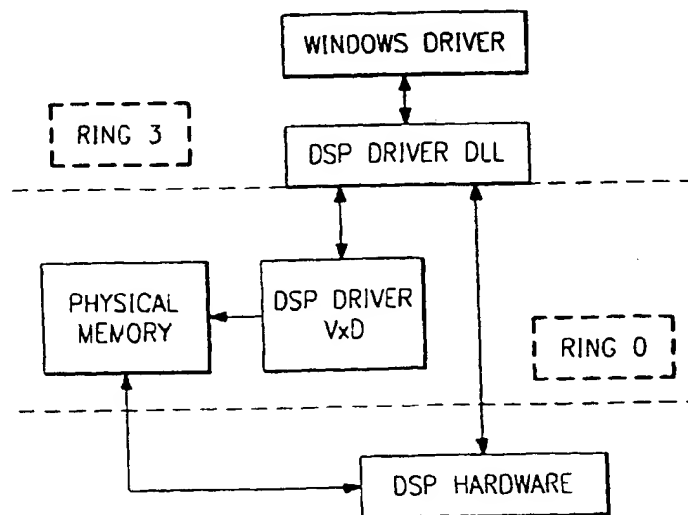 WINDOWS DRIVER
RING 3
DSP DRIVER DLL
PHYSICAL
MEMORY
DSP DRIVER
VxD
RING 0
DSP HARDWARE